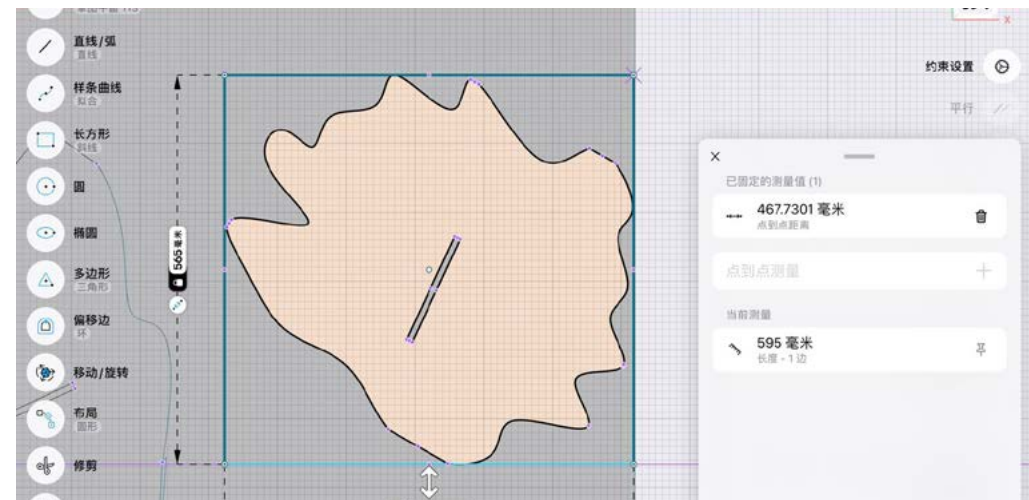 直线/弧
直线
样条曲线
拟合
长方形
斜线
圆
椭圆
多边形
三角形
偏移边
环
移动/旋转
布局
圆形
修剪
565 毫米
x
约束设置
平行
已固定的测量值 (1)
467.7301 毫米
点到点距离
点到点测量
当前测量
595 毫米
长度 - 1 边